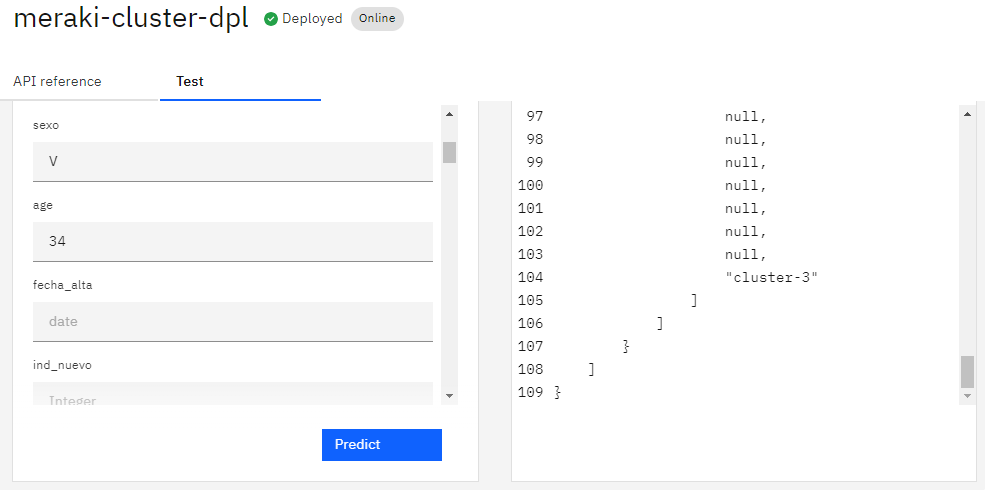 meraki-cluster-dpl Deployed Online
API reference Test
sexo
V
age
34
fecha_alta
date
ind_nuevo
Integer
Predict
97 null,
98 null,
99 null,
100 null,
101 null,
102 null,
103 null,
104 "cluster-3"
105 ]
106 ]
107 }
108 ]
109 }